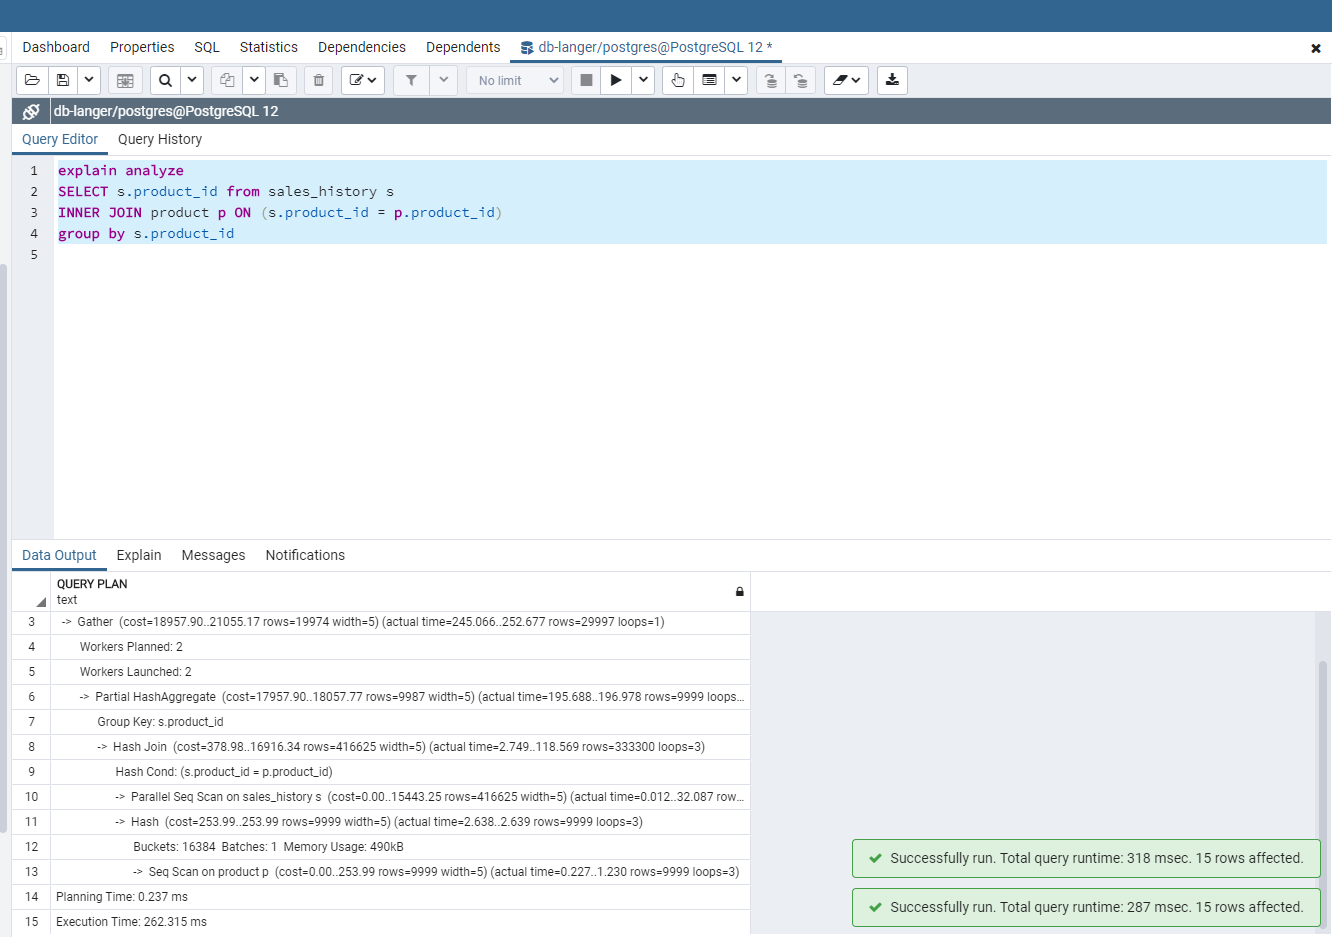 Dashboard Properties SQL Statistics Dependencies Dependents db-langer/postgres@PostgreSQL 12 *
No limit
db-langer/postgres@PostgreSQL 12
Query Editor Query History
1 explain analyze
2 SELECT s.product_id from sales_history s
3 INNER JOIN product p ON (s.product_id = p.product_id)
4 group by s.product_id
5
Data Output Explain Messages Notifications
QUERY PLAN
text
3 -> Gather (cost=18957.90..21055.17 rows=19974 width=5) (actual time=245.066..252.677 rows=29997 loops=1)
4 Workers Planned: 2
5 Workers Launched: 2
6 -> Partial HashAggregate (cost=17957.90..18057.77 rows=9987 width=5) (actual time=195.688..196.978 rows=9999 loops...
7 Group Key: s.product_id
8 -> Hash Join (cost=378.98..16916.34 rows=416625 width=5) (actual time=2.749..118.569 rows=333300 loops=3)
9 Hash Cond: (s.product_id = p.product_id)
10 -> Parallel Seq Scan on sales_history s (cost=0.00..15443.25 rows=416625 width=5) (actual time=0.012..32.087 row...
11 -> Hash (cost=253.99..253.99 rows=9999 width=5) (actual time=2.638..2.639 rows=9999 loops=3)
12 Buckets: 16384 Batches: 1 Memory Usage: 490kB
13 -> Seq Scan on product p (cost=0.00..253.99 rows=9999 width=5) (actual time=0.227..1.230 rows=9999 loops=3)
14 Planning Time: 0.237 ms
15 Execution Time: 262.315 ms
Successfully run. Total query runtime: 318 msec. 15 rows affected.
Successfully run. Total query runtime: 287 msec. 15 rows affected.